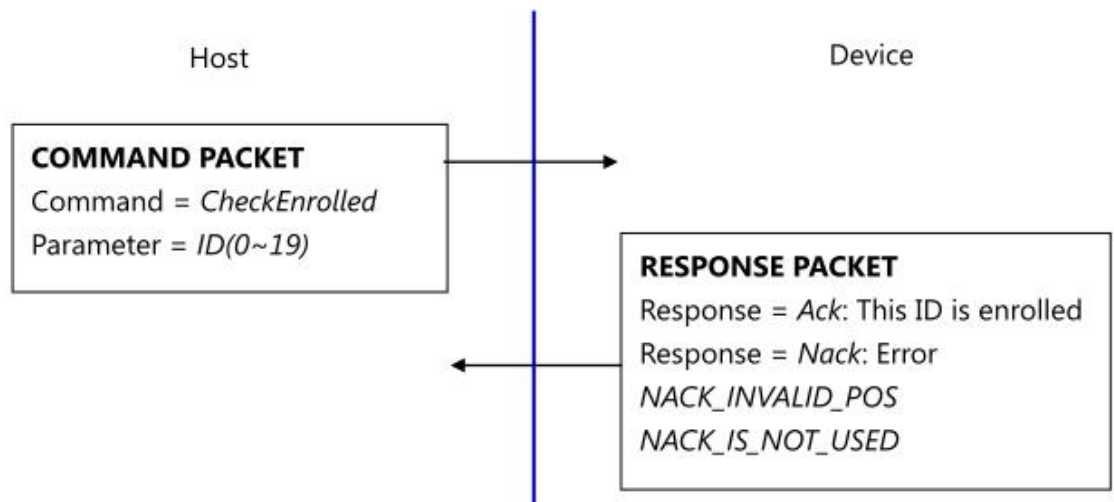 Host
Device
COMMAND PACKET
Command = CheckEnrolled
Parameter = ID(0~19)
RESPONSE PACKET
Response = Ack: This ID is enrolled
Response = Nack: Error
NACK_INVALID_POS
NACK_IS_NOT_USED